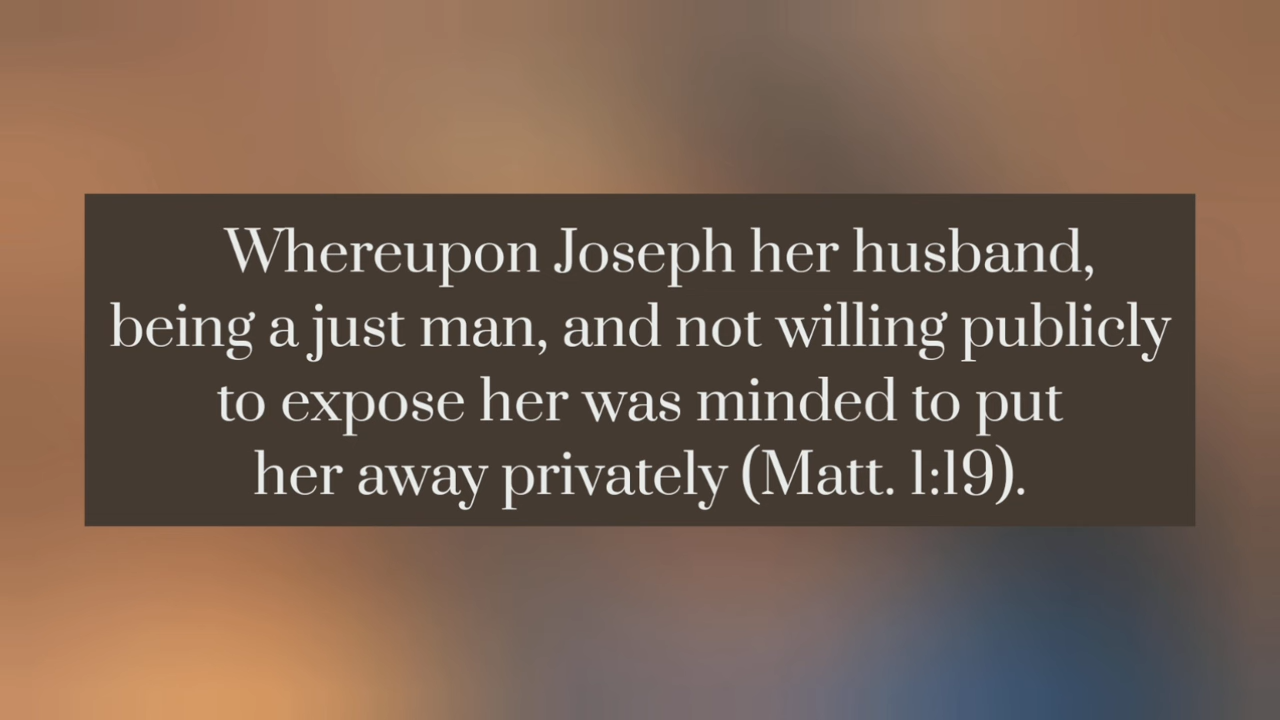 Whereupon Joseph her husband,
being a just man, and not willing publicly
to expose her was minded to put
her away privately (Matt. 1:19).